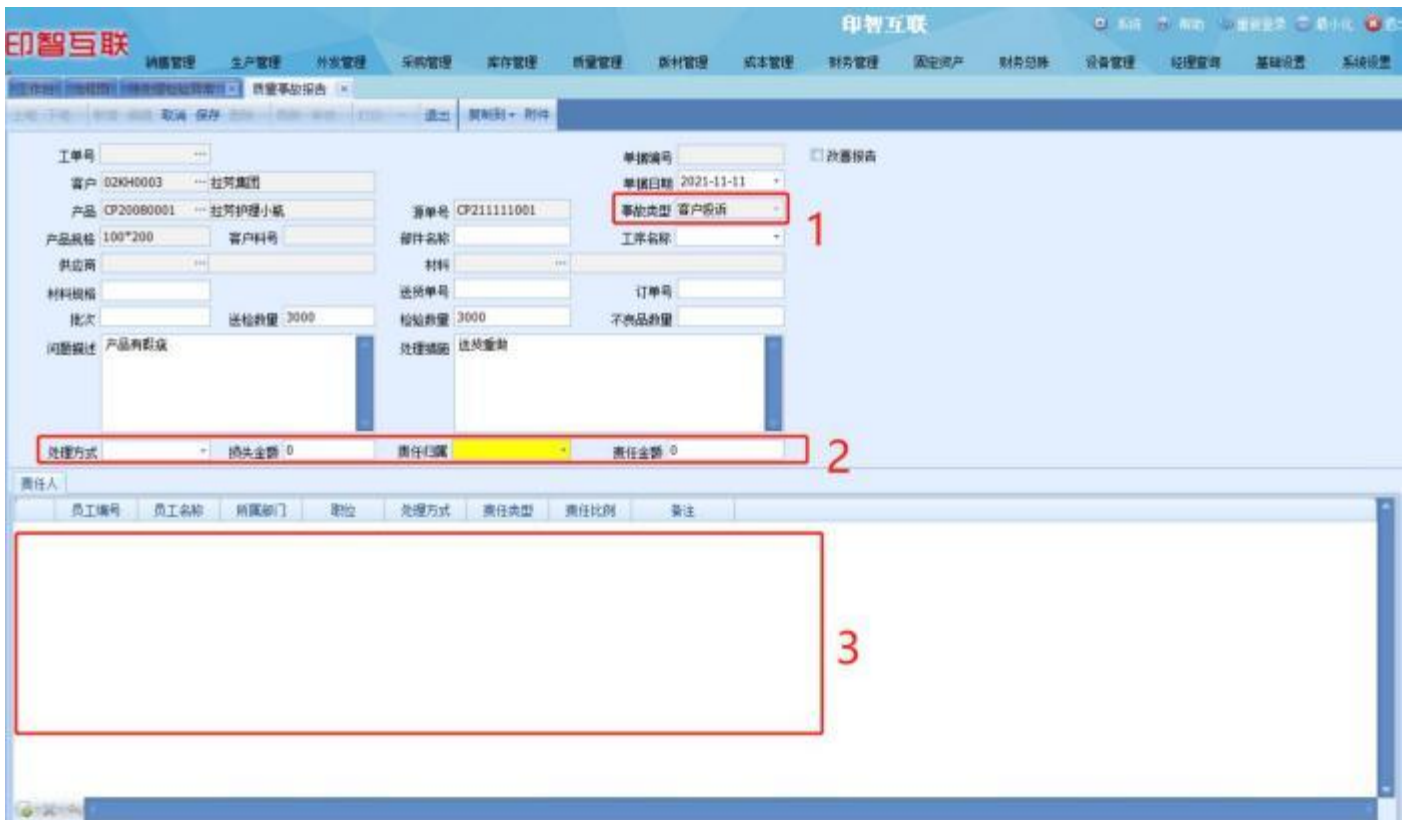 印智互联
印智互联 系统 帮助 重新登录 最小化
销售管理 生产管理 外发管理 采购管理 库存管理 质量管理 新材管理 成本管理 财务管理 固定资产 财务总账 设备管理 经理查询 基础设置 系统设置
质量事故报告
取消 保存 退出 复制到 附件
工单号 单据编号 改善报告
客户 02KH0003 拉芳集团 单据日期 2021-11-11
产品 CP20080001 拉芳护理小瓶 源单号 CP211111001 事故类型 客户投诉 1
产品规格 100*200 客户料号 部件名称 工序名称
供应商 材料
材料规格 送货单号 订单号
批次 送检数量 3000 检验数量 3000 不良品数量
问题描述 产品有瑕疵 处理措施 送货重做
处理方式 损失金额 0 责任归属 责任金额 0 2
责任人
员工编号 员工名称 所属部门 职位 处理方式 责任类型 责任比例 备注
3